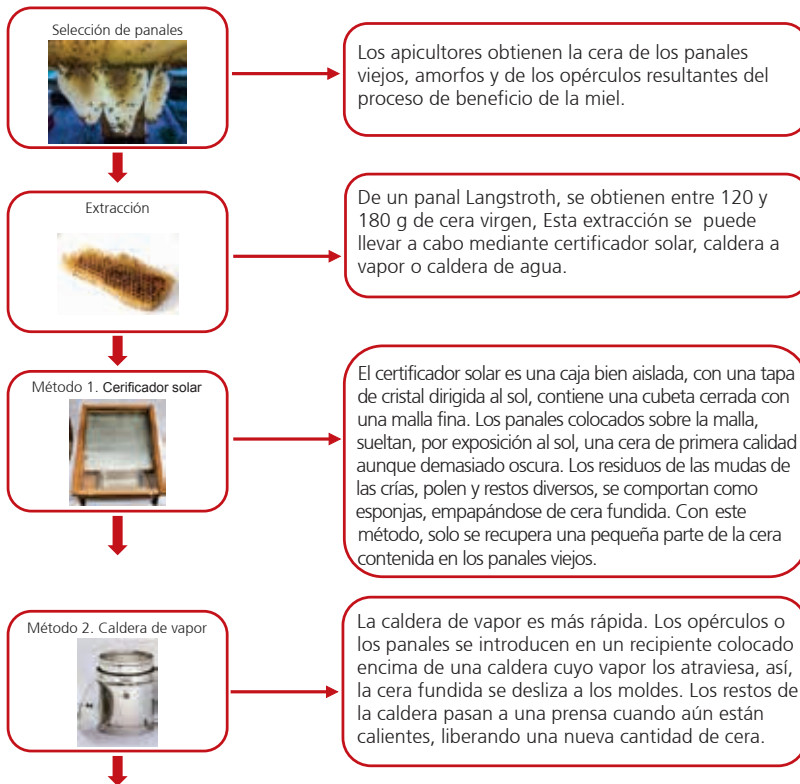 Selección de panales
Los apicultores obtienen la cera de los panales
viejos, amorfos y de los opérculos resultantes del
proceso de beneficio de la miel.
Extracción
De un panal Langstroth, se obtienen entre 120 y
180 g de cera virgen, Esta extracción se puede
llevar a cabo mediante certificador solar, caldera a
vapor o caldera de agua.
Método 1. Cerificador solar
El certificador solar es una caja bien aislada, con una tapa
de cristal dirigida al sol, contiene una cubeta cerrada con
una malla fina. Los panales colocados sobre la malla,
sueltan, por exposición al sol, una cera de primera calidad
aunque demasiado oscura. Los residuos de las mudas de
las crías, polen y restos diversos, se comportan como
esponjas, empapándose de cera fundida. Con este
método, solo se recupera una pequeña parte de la cera
contenida en los panales viejos.
Método 2. Caldera de vapor
La caldera de vapor es más rápida. Los opérculos o
los panales se introducen en un recipiente colocado
encima de una caldera cuyo vapor los atraviesa, así,
la cera fundida se desliza a los moldes. Los restos de
la caldera pasan a una prensa cuando aún están
calientes, liberando una nueva cantidad de cera.